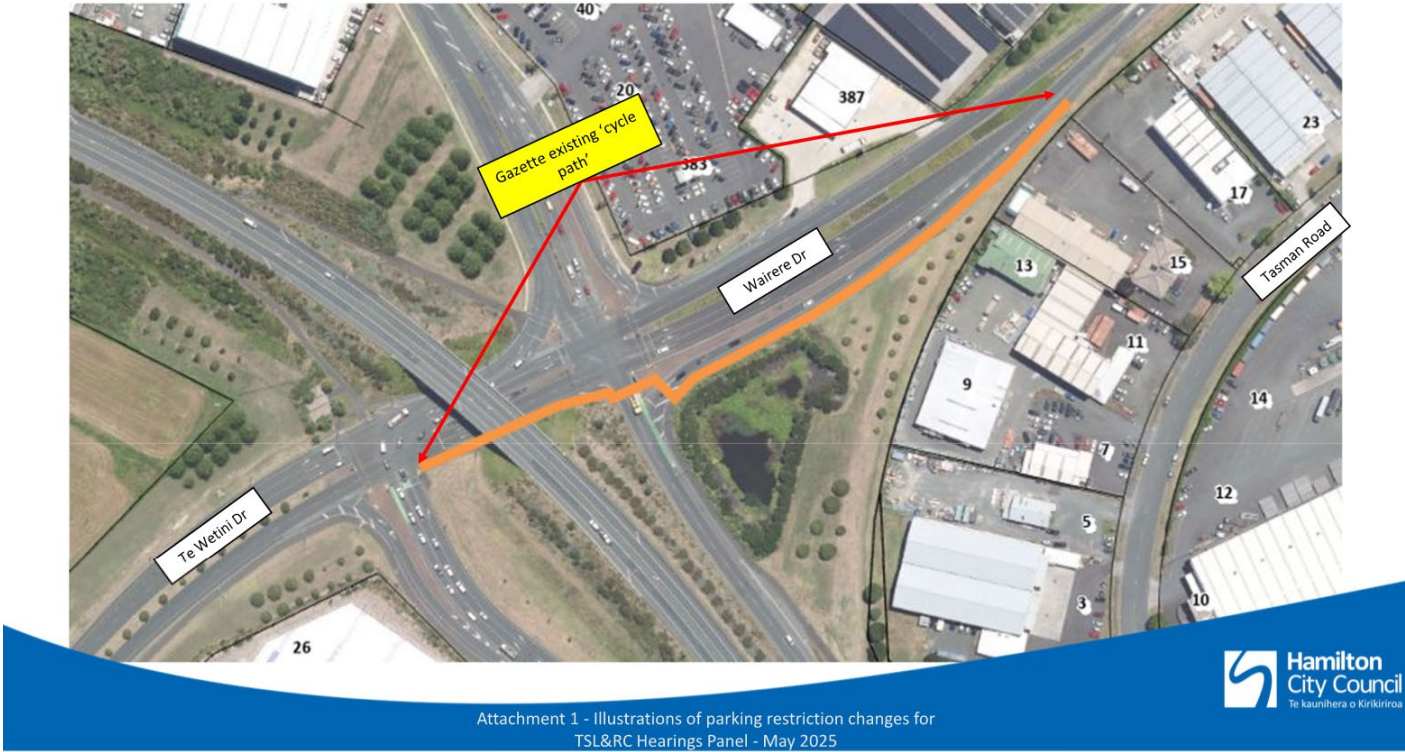 40
20
387
23
Gazette existing ‘cycle
path’
383
17
Wairere Dr
13
15
Tasman Road
11
9
14
7
12
Te Wetini Dr
5
3
10
26
Hamilton
City Council
Te kaunihera o Kirikiriroa
Attachment 1 - Illustrations of parking restriction changes for
TSL&RC Hearings Panel - May 2025